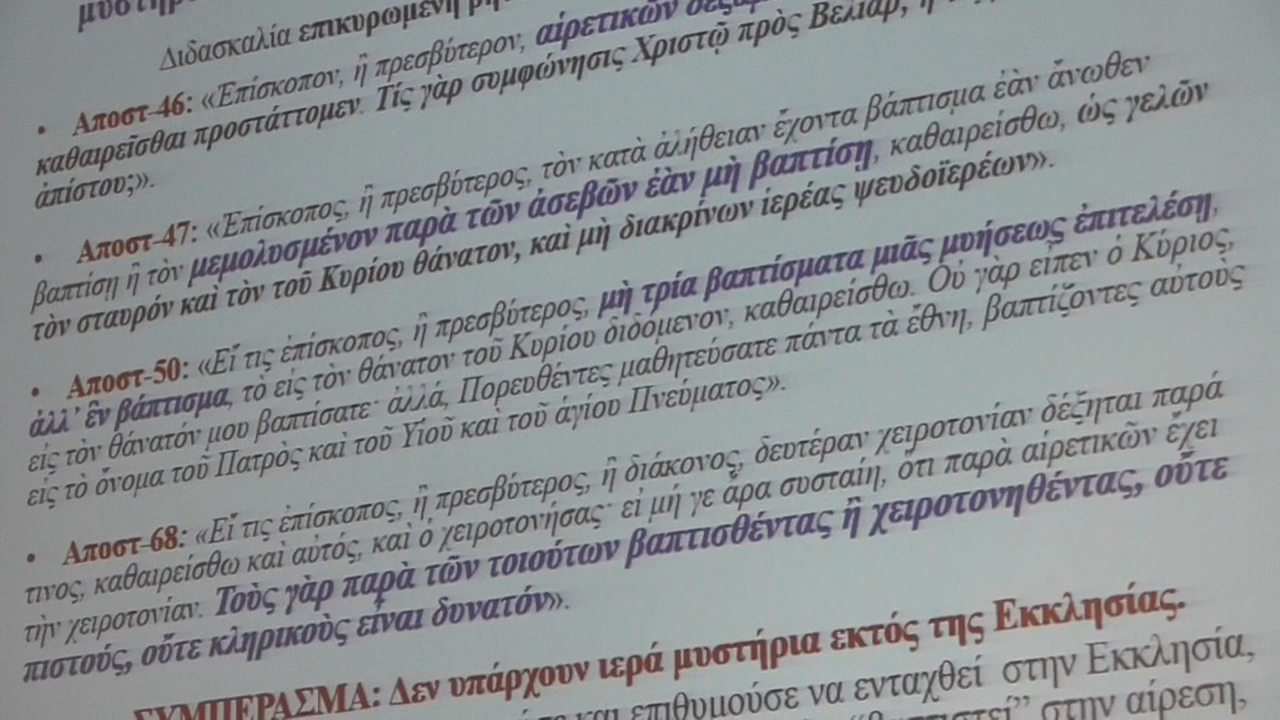 Διδασκαλία επικυρωμένη
• Αποστ-46: «Ἐπίσκοπον, ἢ πρεσβύτερον, αἱρετικῶν
καθαιρεῖσθαι προστάττομεν. Τίς γὰρ συμφώνησις Χριστῷ πρὸς Βελίαρ,
ἀπίστου;».
• Αποστ-47: «Ἐπίσκοπος, ἢ πρεσβύτερος, τὸν κατὰ ἀλήθειαν ἔχοντα βάπτισμα ἐὰν ἄνωθεν
βαπτίσῃ ἢ τὸν μεμολυσμένον παρὰ τῶν ἀσεβῶν ἐὰν μὴ βαπτίσῃ, καθαιρείσθω, ὡς γελῶν
τὸν σταυρόν καὶ τὸν τοῦ Κυρίου θάνατον, καὶ μὴ διακρίνων ἱερέας ψευδοϊερέων».
• Αποστ-50: «Εἴ τις ἐπίσκοπος, ἢ πρεσβύτερος, μὴ τρία βαπτίσματα μιᾶς μυήσεως ἐπιτελέσῃ,
ἀλλ᾽ ἓν βάπτισμα, τὸ εἰς τὸν θάνατον τοῦ Κυρίου διδόμενον, καθαιρείσθω. Οὐ γὰρ εἶπεν ὁ Κύριος,
εἰς τὸν θάνατόν μου βαπτίσατε· ἀλλά, Πορευθέντες μαθητεύσατε πάντα τὰ ἔθνη, βαπτίζοντες αὐτοὺς
εἰς τὸ ὄνομα τοῦ Πατρὸς καὶ τοῦ Υἱοῦ καὶ τοῦ ἁγίου Πνεύματος».
• Αποστ-68: «Εἴ τις ἐπίσκοπος, ἢ πρεσβύτερος, ἢ διάκονος, δευτέραν χειροτονίαν δέξηται παρά
τινος, καθαιρείσθω καὶ αὐτός, καὶ ὁ χειροτονήσας· εἰ μή γε ἄρα συσταίη, ὅτι παρὰ αἱρετικῶν ἔχει
τὴν χειροτονίαν. Τοὺς γὰρ παρὰ τῶν τοιούτων βαπτισθέντας ἢ χειροτονηθέντας, οὔτε
πιστούς, οὔτε κληρικοὺς εἶναι δυνατόν».
ΣΥΜΠΕΡΑΣΜΑ: Δεν υπάρχουν ιερά μυστήρια εκτός της Εκκλησίας.
και επιθυμούσε να ενταχθεί στην Εκκλησία,
στην αίρεση,